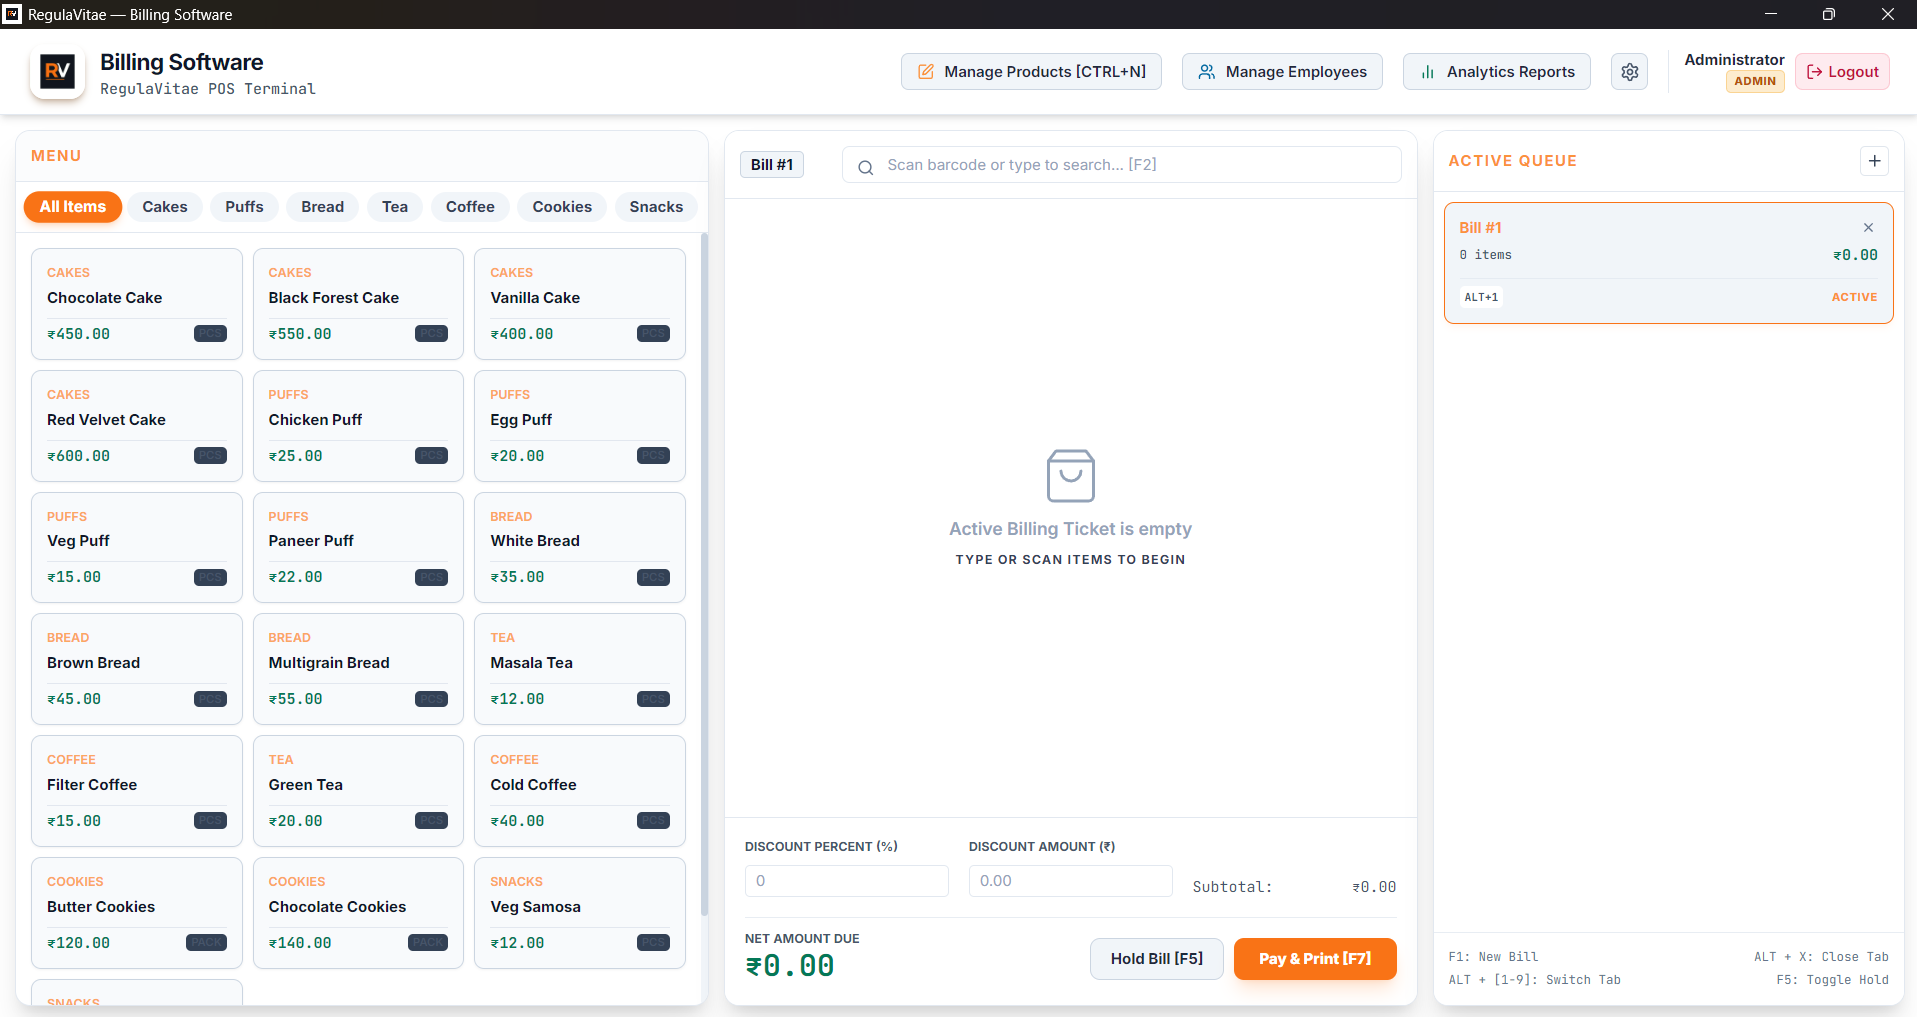 RegulaVitae — Billing Software
RV
Billing Software
RegulaVitae POS Terminal
Manage Products [CTRL+N]
Manage Employees
Analytics Reports
Administrator
ADMIN
Logout
MENU
All Items
Cakes
Puffs
Bread
Tea
Coffee
Cookies
Snacks
CAKES
Chocolate Cake
₹450.00
PCS
CAKES
Black Forest Cake
₹550.00
PCS
CAKES
Vanilla Cake
₹400.00
PCS
CAKES
Red Velvet Cake
₹600.00
PCS
PUFFS
Chicken Puff
₹25.00
PCS
PUFFS
Egg Puff
₹20.00
PCS
PUFFS
Veg Puff
₹15.00
PCS
PUFFS
Paneer Puff
₹22.00
PCS
BREAD
White Bread
₹35.00
PCS
BREAD
Brown Bread
₹45.00
PCS
BREAD
Multigrain Bread
₹55.00
PCS
TEA
Masala Tea
₹12.00
PCS
COFFEE
Filter Coffee
₹15.00
PCS
TEA
Green Tea
₹20.00
PCS
COFFEE
Cold Coffee
₹40.00
PCS
COOKIES
Butter Cookies
₹120.00
PACK
COOKIES
Chocolate Cookies
₹140.00
PACK
SNACKS
Veg Samosa
₹12.00
PCS
SNACKS
Bill #1
Scan barcode or type to search... [F2]
Active Billing Ticket is empty
TYPE OR SCAN ITEMS TO BEGIN
DISCOUNT PERCENT (%)
0
DISCOUNT AMOUNT (₹)
0.00
Subtotal: ₹0.00
NET AMOUNT DUE
₹0.00
Hold Bill [F5]
Pay & Print [F7]
ACTIVE QUEUE
Bill #1
0 items ₹0.00
ALT+1 ACTIVE
F1: New Bill ALT + X: Close Tab
ALT + [1-9]: Switch Tab F5: Toggle Hold